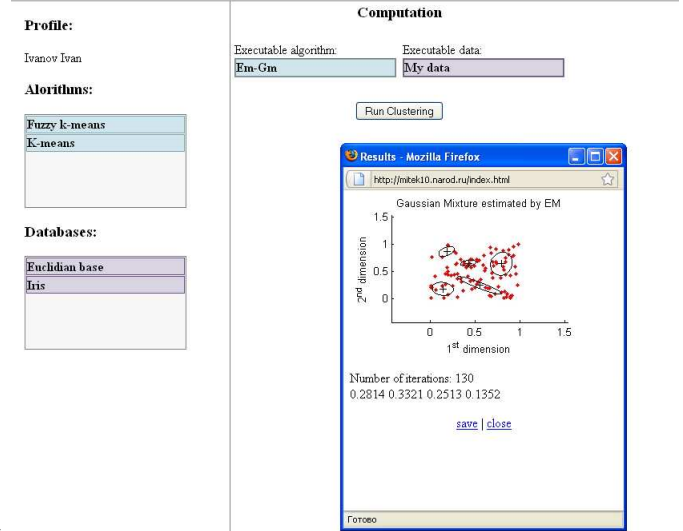 Profile:
Ivanov Ivan
Alorithms:
Fuzzy k-means
K-means
Databases:
Euclidian base
Iris
Computation
Executable algorithm: Executable data:
Em-Gm My data
Run Clustering
Results - Mozilla Firefox
http://mitek10.narod.ru/index.html
Gaussian Mixture estimated by EM
1.5
1
0.5
0
2nd dimension
0 0.5 1 1.5
1st dimension
Number of iterations: 130
0.2814 0.3321 0.2513 0.1352
save | close
Готово